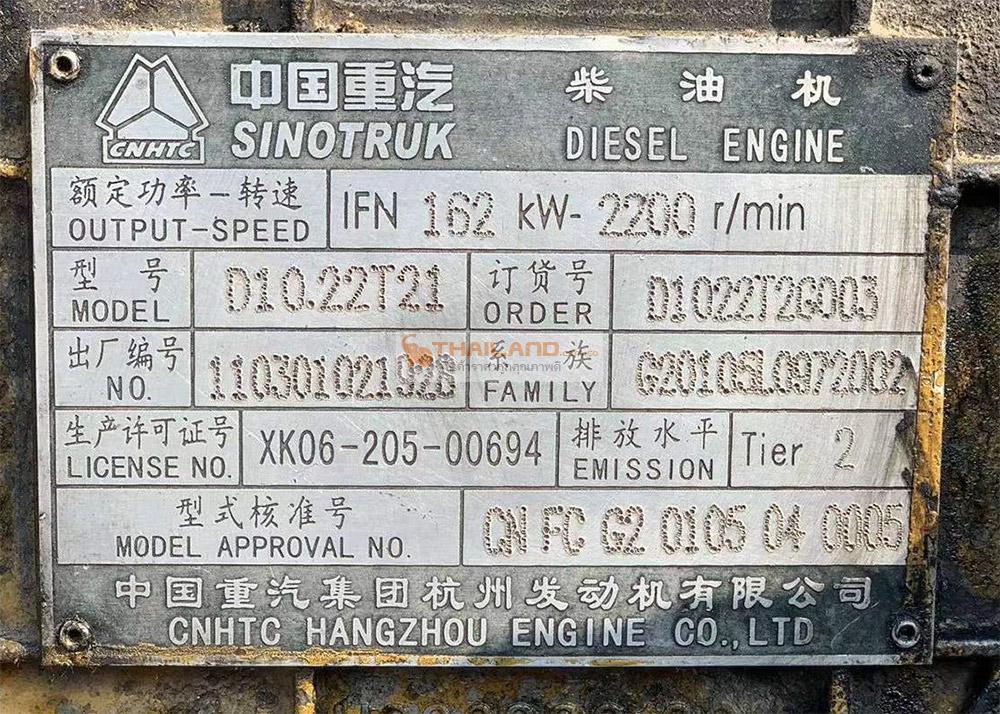 中国重汽 柴油机
CNHTC SINOTRUK DIESEL ENGINE
额定功率-转速
OUTPUT-SPEED IFN 162 kW- 2200 r/min
型号 D10.22T21 订货号 D1022T2G003
MODEL ORDER
出厂编号 系族
NO. FAMILY
THAILAND
生产许可证号 排放水平
LICENSE NO. XK06-205-00694 EMISSION Tier 2
型式核准号
MODEL APPROVAL NO. QN FC G2 0105 04 0005
中国重汽集团杭州发动机有限公司
CNHTC HANGZHOU ENGINE CO.,LTD